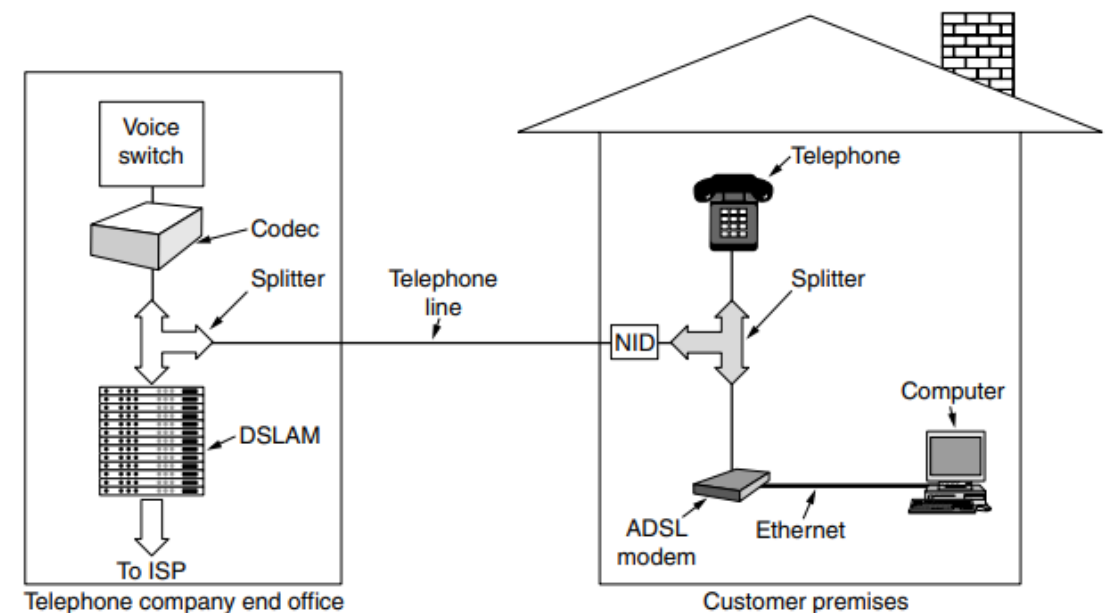 Voice
switch
Codec
Splitter
Telephone
line
DSLAM
To ISP
Telephone company end office
Telephone
Splitter
NID
Computer
ADSL
modem
Ethernet
Customer premises